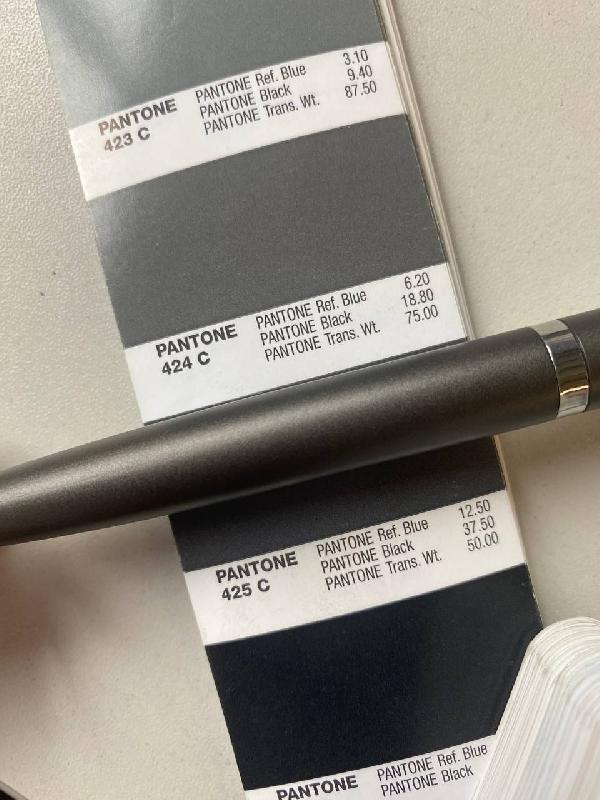 PANTONE
423 C
PANTONE Ref. Blue 3.10
PANTONE Black 9.40
PANTONE Trans. Wt. 87.50
PANTONE
424 C
PANTONE Ref. Blue 6.20
PANTONE Black 18.80
PANTONE Trans. Wt. 75.00
PANTONE
425 C
PANTONE Ref. Blue 12.50
PANTONE Black 37.50
PANTONE Trans. Wt. 50.00
PANTONE
PANTONE Ref. Blue
PANTONE Black